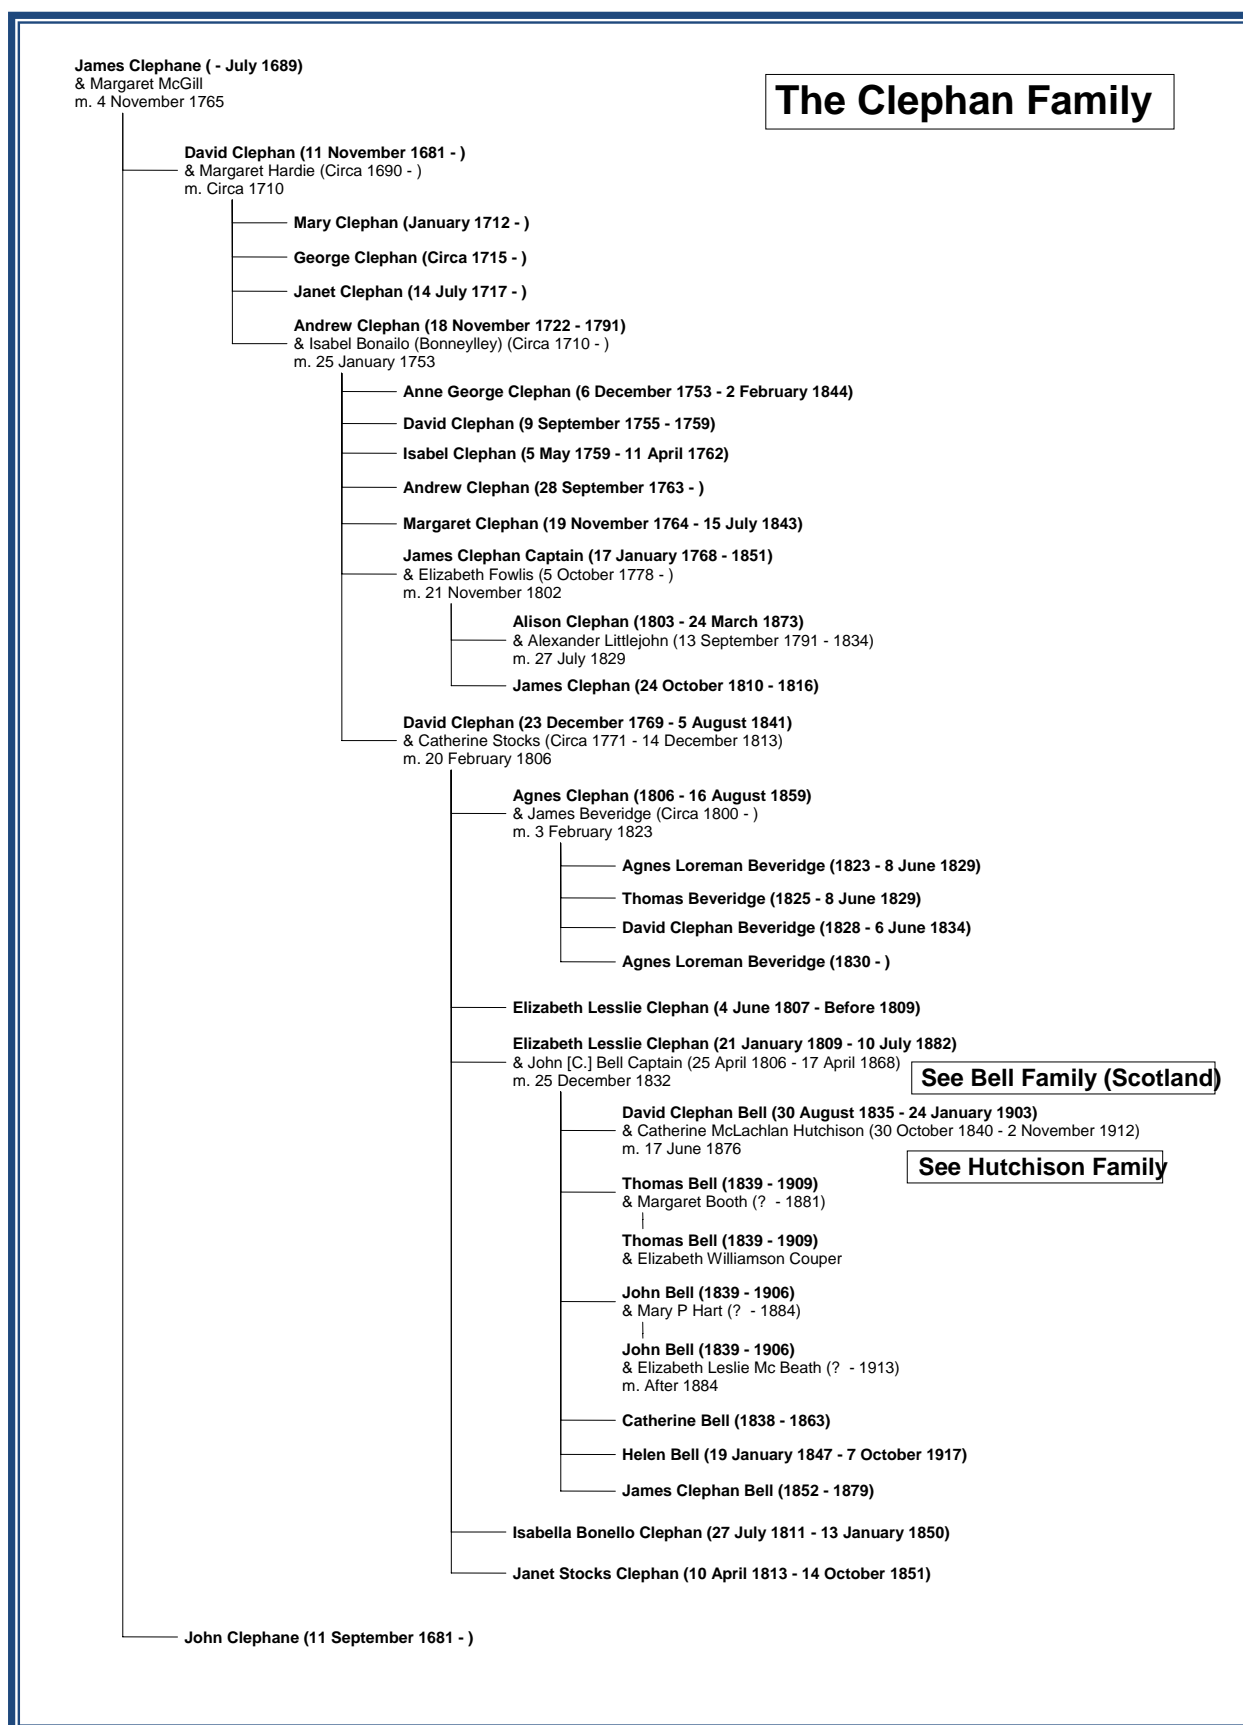 James Clephane ( - July 1689)
& Margaret McGill
m. 4 November 1765
The Clephan Family
David Clephan (11 November 1681 - )
& Margaret Hardie (Circa 1690 - )
m. Circa 1710
Mary Clephan (January 1712 - )
George Clephan (Circa 1715 - )
Janet Clephan (14 July 1717 - )
Andrew Clephan (18 November 1722 - 1791)
& Isabel Bonailo (Bonneylley) (Circa 1710 - )
m. 25 January 1753
Anne George Clephan (6 December 1753 - 2 February 1844)
David Clephan (9 September 1755 - 1759)
Isabel Clephan (5 May 1759 - 11 April 1762)
Andrew Clephan (28 September 1763 - )
Margaret Clephan (19 November 1764 - 15 July 1843)
James Clephan Captain (17 January 1768 - 1851)
& Elizabeth Fowlis (5 October 1778 - )
m. 21 November 1802
Alison Clephan (1803 - 24 March 1873)
& Alexander Littlejohn (13 September 1791 - 1834)
m. 27 July 1829
James Clephan (24 October 1810 - 1816)
David Clephan (23 December 1769 - 5 August 1841)
& Catherine Stocks (Circa 1771 - 14 December 1813)
m. 20 February 1806
Agnes Clephan (1806 - 16 August 1859)
& James Beveridge (Circa 1800 - )
m. 3 February 1823
Agnes Loreman Beveridge (1823 - 8 June 1829)
Thomas Beveridge (1825 - 8 June 1829)
David Clephan Beveridge (1828 - 6 June 1834)
Agnes Loreman Beveridge (1830 - )
Elizabeth Lesslie Clephan (4 June 1807 - Before 1809)
Elizabeth Lesslie Clephan (21 January 1809 - 10 July 1882)
& John [C.] Bell Captain (25 April 1806 - 17 April 1868)
m. 25 December 1832
See Bell Family (Scotland)
David Clephan Bell (30 August 1835 - 24 January 1903)
& Catherine McLachlan Hutchison (30 October 1840 - 2 November 1912)
m. 17 June 1876
See Hutchison Family
Thomas Bell (1839 - 1909)
& Margaret Booth (? - 1881)
Thomas Bell (1839 - 1909)
& Elizabeth Williamson Couper
John Bell (1839 - 1906)
& Mary P Hart (? - 1884)
John Bell (1839 - 1906)
& Elizabeth Leslie Mc Beath (? - 1913)
m. After 1884
Catherine Bell (1838 - 1863)
Helen Bell (19 January 1847 - 7 October 1917)
James Clephan Bell (1852 - 1879)
Isabella Bonello Clephan (27 July 1811 - 13 January 1850)
Janet Stocks Clephan (10 April 1813 - 14 October 1851)
John Clephane (11 September 1681 - )